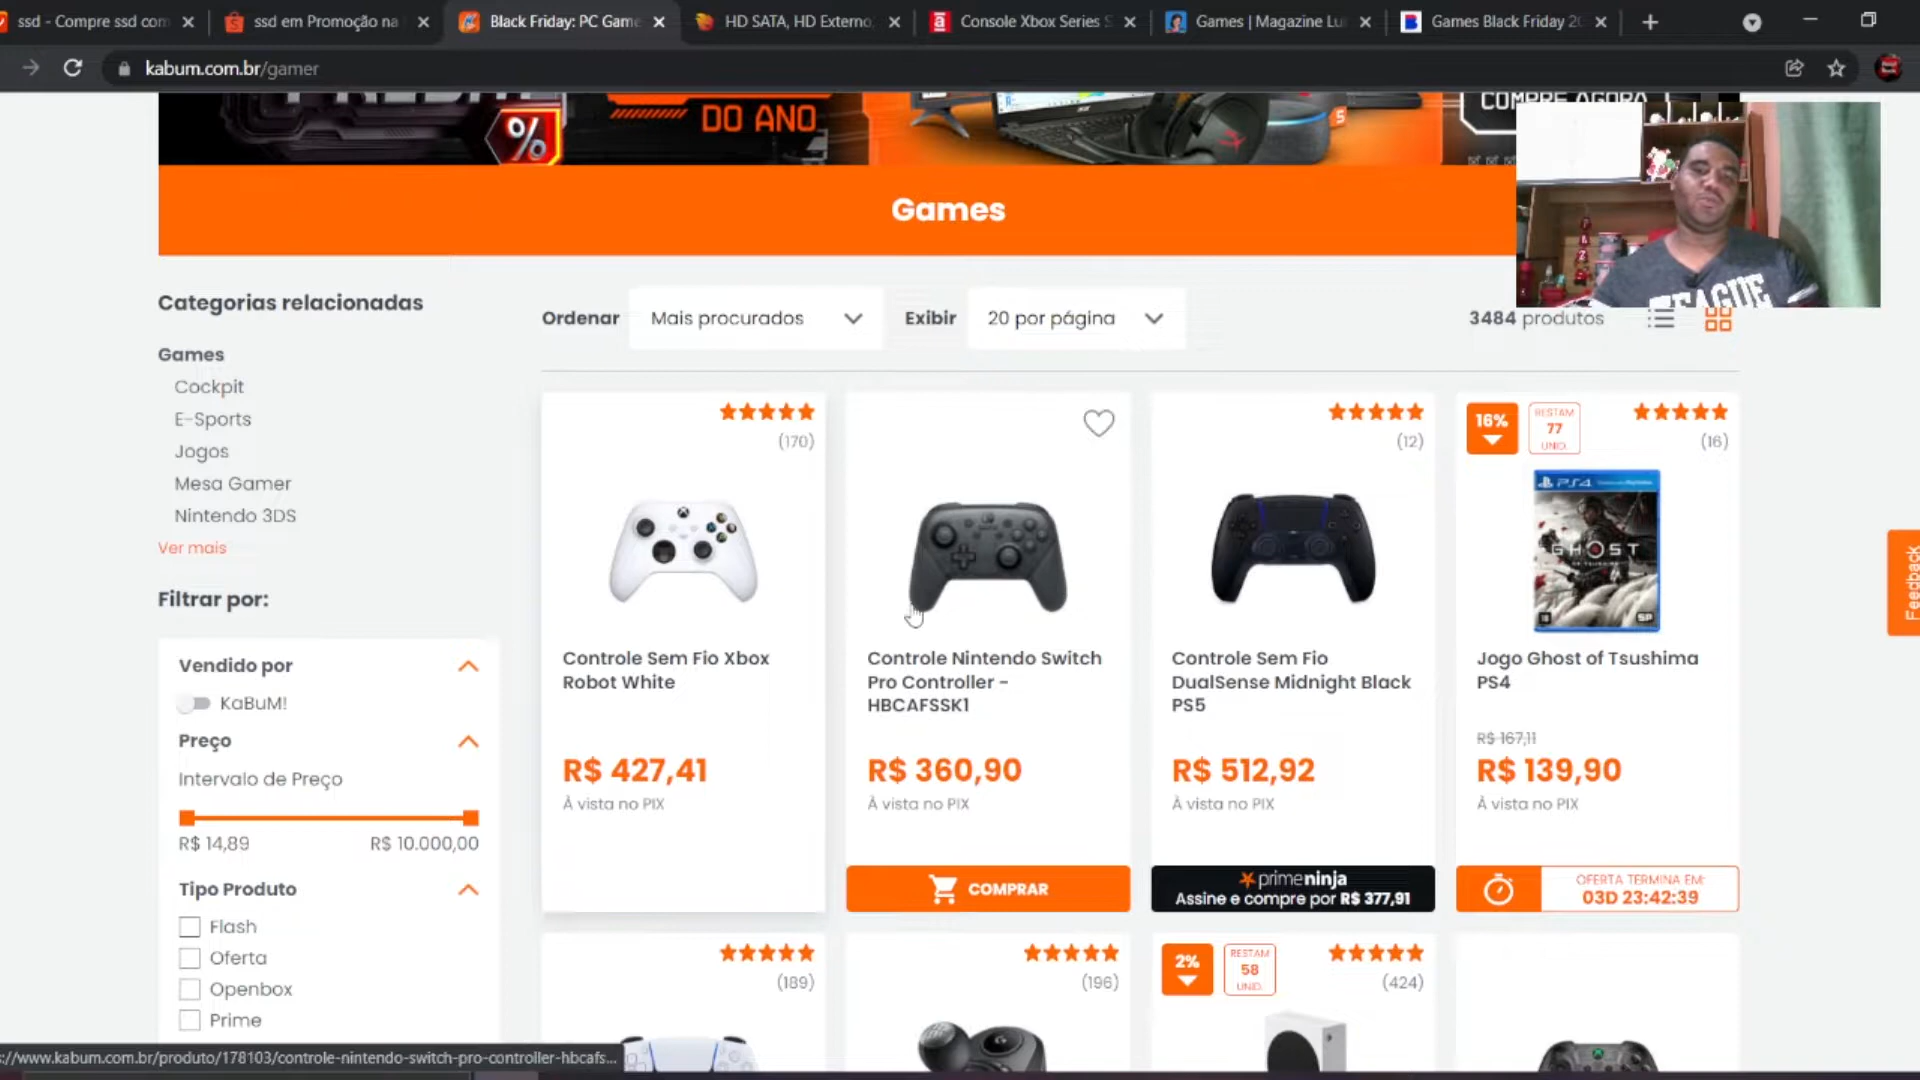 ssd - Compre ssd com
ssd em Promoção na
Black Friday: PC Game
HD SATA, HD Externo
Console Xbox Series S
Games | Magazine Lui
Games Black Friday 20
kabum.com.br/gamer
%
DO ANO
COMPRE AGORA
Games
LEAGUE
Categorias relacionadas
Games
Cockpit
E-Sports
Jogos
Mesa Gamer
Nintendo 3DS
Ver mais
Filtrar por:
Vendido por
KaBuM!
Preço
Intervalo de Preço
R$ 14,89 R$ 10.000,00
Tipo Produto
Flash
Oferta
Openbox
Prime
Ordenar Mais procurados Exibir 20 por página 3484 produtos
(170)
Controle Sem Fio Xbox
Robot White
R$ 427,41
À vista no PIX
Controle Nintendo Switch
Pro Controller -
HBCAFSSK1
R$ 360,90
À vista no PIX
COMPRAR
(12)
Controle Sem Fio
DualSense Midnight Black
PS5
R$ 512,92
À vista no PIX
primeninja
Assine e compre por R$ 377,91
16%
RESTAM
77
UNID.
(16)
PS4
GHOST
OF TSUSHIMA
Jogo Ghost of Tsushima
PS4
R$ 167,11
R$ 139,90
À vista no PIX
OFERTA TERMINA EM:
03D 23:42:39
Feedback
(189)
(196)
2%
RESTAM
58
UNID.
(424)
s://www.kabum.com.br/produto/178103/controle-nintendo-switch-pro-controller-hbcafs...